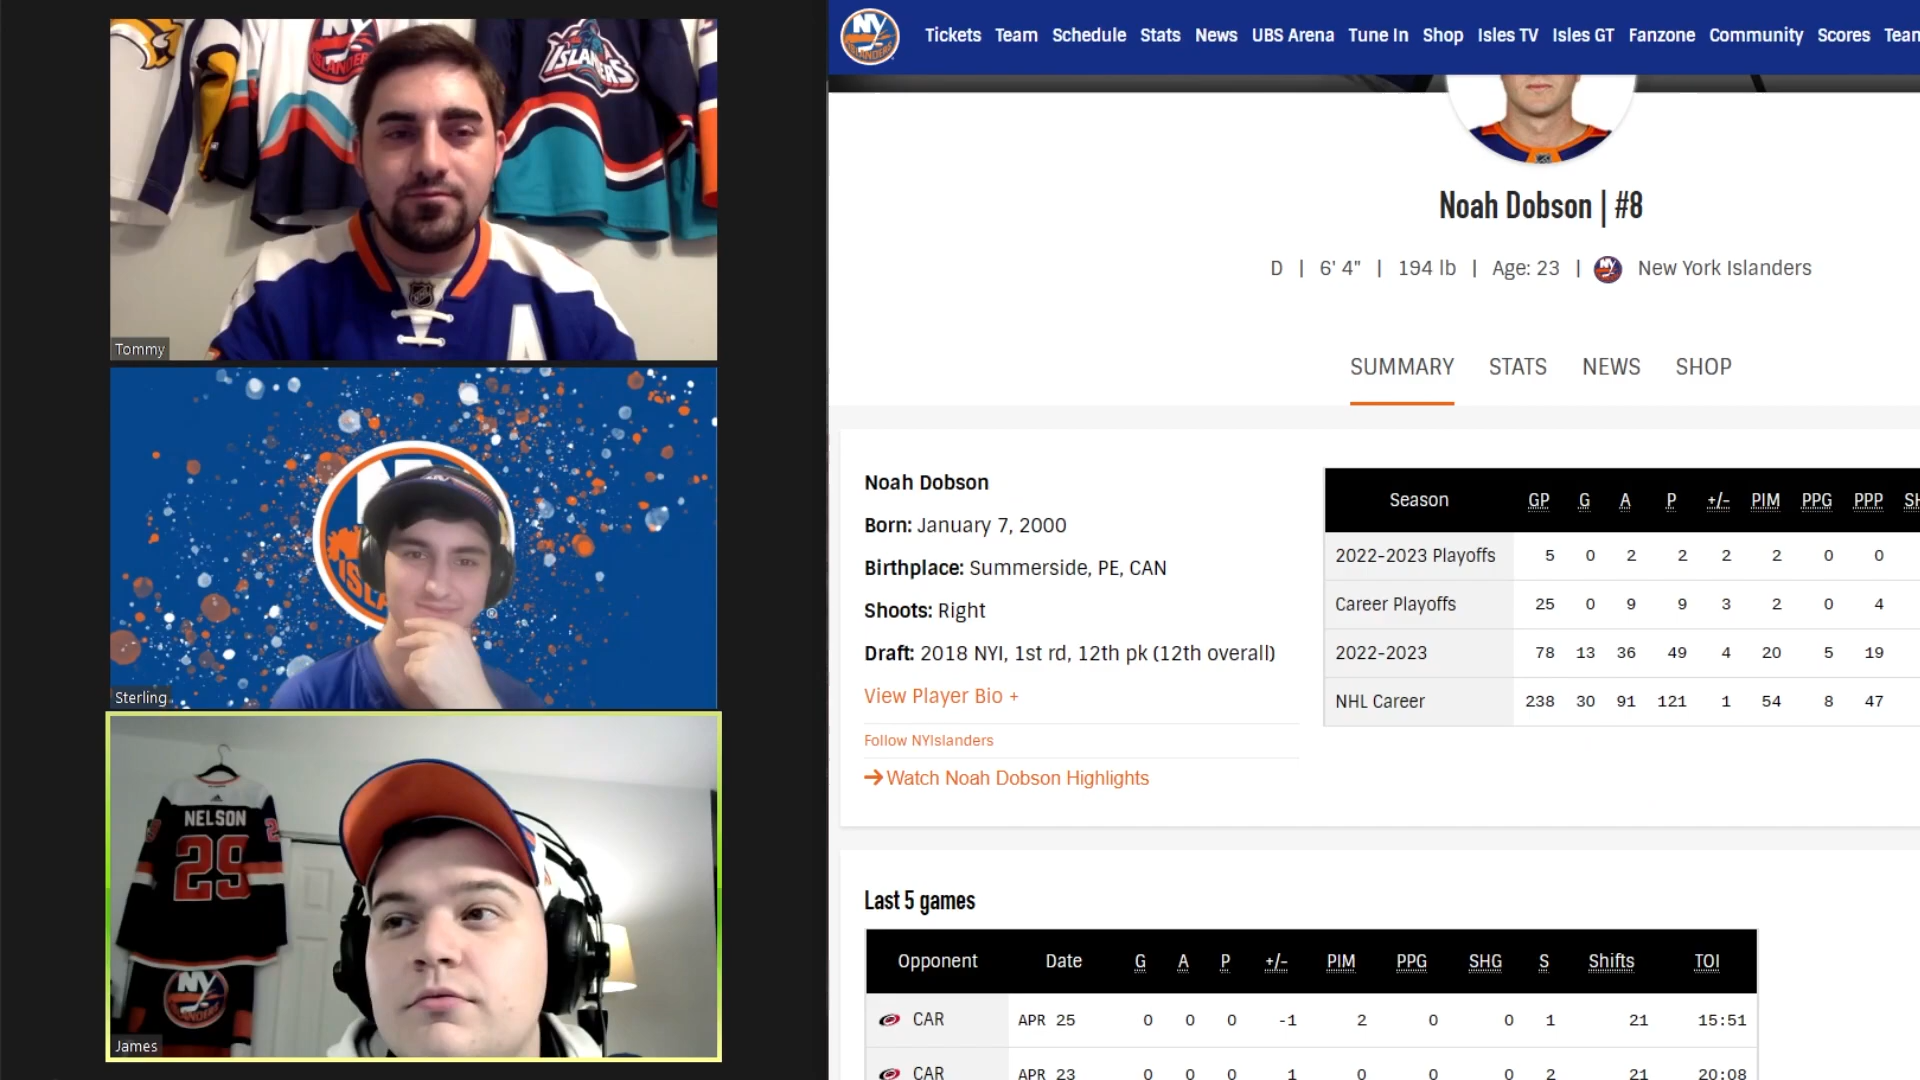 ISLANDERS
Tommy
NY
Sterling
NELSON
29
NY
ISLANDERS
James
NY
Tickets Team Schedule Stats News UBS Arena Tune In Shop Isles TV Isles GT Fanzone Community Scores
Noah Dobson | #8
D | 6' 4" | 194 lb | Age: 23 | NY New York Islanders
SUMMARY STATS NEWS SHOP
Noah Dobson
Born: January 7, 2000
Birthplace: Summerside, PE, CAN
Shoots: Right
Draft: 2018 NYI, 1st rd, 12th pk (12th overall)
View Player Bio +
Follow NYIslanders
Watch Noah Dobson Highlights
Season GP G A P +/- PIM PPG PPP SH
2022-2023 Playoffs 5 0 2 2 2 2 0 0
Career Playoffs 25 0 9 9 3 2 0 4
2022-2023 78 13 36 49 4 20 5 19
NHL Career 238 30 91 121 1 54 8 47
Last 5 games
Opponent Date G A P +/- PIM PPG SHG S Shifts TOI
CAR APR 25 0 0 0 -1 2 0 0 1 21 15:51
CAR APR 23 0 0 0 1 0 0 0 2 21 20:08